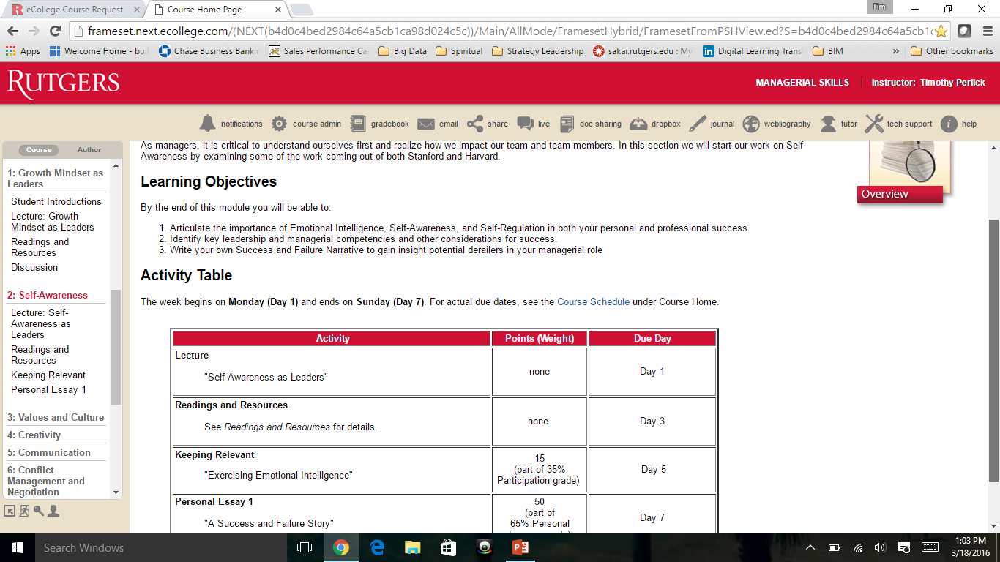 eCollege Course Request
Course Home Page
Tim
frameset.next.ecollege.com/(NEXT(b4d0c4bed2984c64a5cb1ca98d024c5c))/Main/AllMode/FramesetHybrid/FramesetFromPSHView.ed?S=b4d0c4bed2984c64a5cb1c
Apps
Welcome Home - buil
Chase Business Bankin
Sales Performance Ca
Big Data
Spiritual
Strategy Leadership
sakai.rutgers.edu : My
Digital Learning Trans
BIM
»
Other bookmarks
RUTGERS
MANAGERIAL SKILLS | Instructor: Timothy Perlick
notifications
course admin
gradebook
email
share
live
doc sharing
dropbox
journal
webliography
tutor
tech support
help
Course
Author
1: Growth Mindset as
Leaders
Student Introductions
Lecture: Growth
Mindset as Leaders
Readings and
Resources
Discussion
2: Self-Awareness
Lecture: Self-
Awareness as
Leaders
Readings and
Resources
Keeping Relevant
Personal Essay 1
3: Values and Culture
4: Creativity
5: Communication
6: Conflict
Management and
Negotiation
As managers, it is critical to understand ourselves first and realize how we impact our team and team members. In this section we will start our work on Self-
Awareness by examining some of the work coming out of both Stanford and Harvard.
Overview
Learning Objectives
By the end of this module you will be able to:
1. Articulate the importance of Emotional Intelligence, Self-Awareness, and Self-Regulation in both your personal and professional success.
2. Identify key leadership and managerial competencies and other considerations for success.
3. Write your own Success and Failure Narrative to gain insight potential derailers in your managerial role
Activity Table
The week begins on Monday (Day 1) and ends on Sunday (Day 7). For actual due dates, see the Course Schedule under Course Home.
Activity
Points (Weight)
Due Day
Lecture
"Self-Awareness as Leaders"
none
Day 1
Readings and Resources
See Readings and Resources for details.
none
Day 3
Keeping Relevant
"Exercising Emotional Intelligence"
15
(part of 35%
Participation grade)
Day 5
Personal Essay 1
"A Success and Failure Story"
50
(part of
65% Personal
Day 7
Search Windows
1:03 PM
3/18/2016